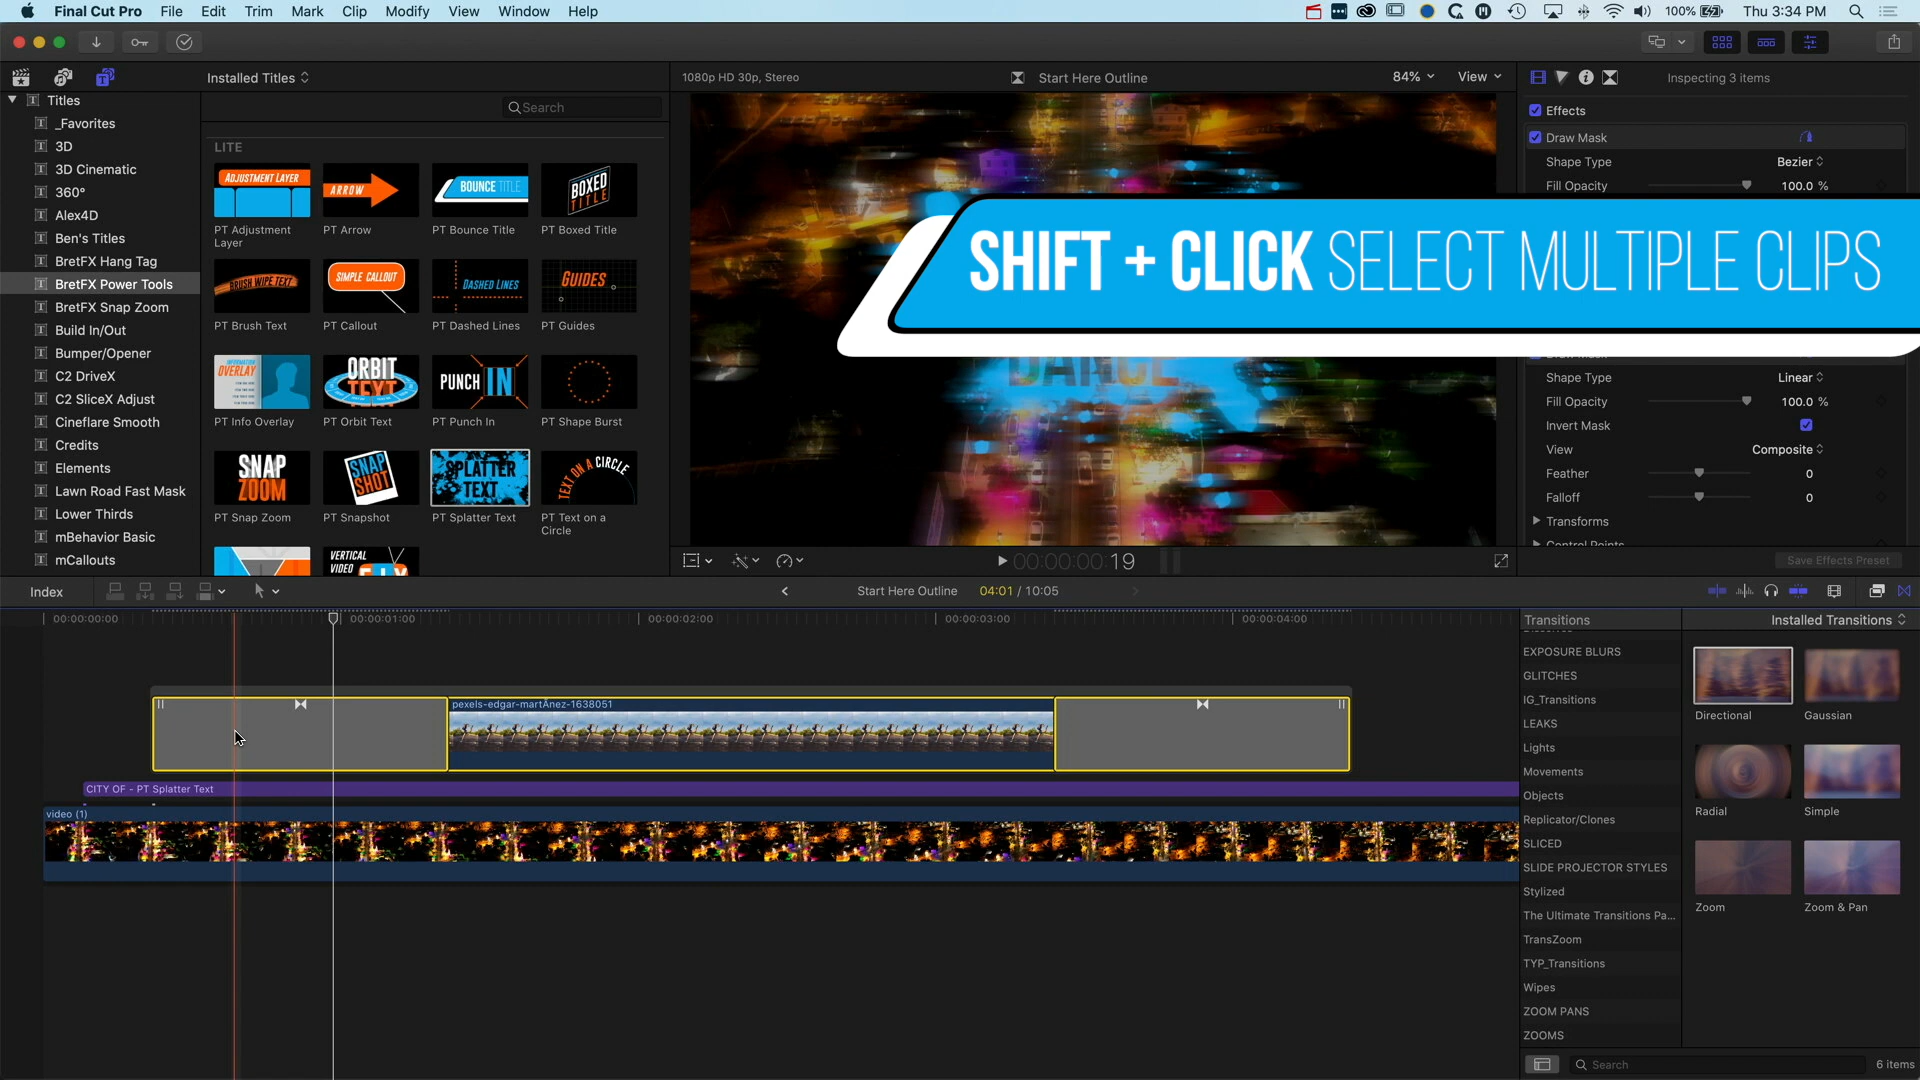 Final Cut Pro File Edit Trim Mark Clip Modify View Window Help
100% Thu 3:34 PM
Installed Titles
1080p HD 30p, Stereo
Start Here Outline
84% View
Inspecting 3 items
Titles
_Favorites
3D
3D Cinematic
360°
Alex4D
Ben's Titles
BretFX Hang Tag
BretFX Power Tools
BretFX Snap Zoom
Build In/Out
Bumper/Opener
C2 DriveX
C2 SliceX Adjust
Cineflare Smooth
Credits
Elements
Lawn Road Fast Mask
Lower Thirds
mBehavior Basic
mCallouts
Search
LITE
ADJUSTMENT LAYER
ARROW
BOUNCE TITLE
BOXED TITLE
PT Adjustment Layer
PT Arrow
PT Bounce Title
PT Boxed Title
BRUSH WIPE TEXT
SIMPLE CALLOUT
DASHED LINES
GUIDES
PT Brush Text
PT Callout
PT Dashed Lines
PT Guides
INFORMATION OVERLAY
ORBIT TEXT
PUNCH IN
PT Info Overlay
PT Orbit Text
PT Punch In
PT Shape Burst
SNAP ZOOM
SNAP SHOT
SPLATTER TEXT
TEXT ON A CIRCLE
PT Snap Zoom
PT Snapshot
PT Splatter Text
PT Text on a Circle
VERTICAL VIDEO
SHIFT + CLICK SELECT MULTIPLE CLIPS
DANCE
00:00:00:19
Effects
Draw Mask
Shape Type Bezier
Fill Opacity 100.0 %
Shape Type Linear
Fill Opacity 100.0 %
Invert Mask
View Composite
Feather 0
Falloff 0
Transforms
Control Points
Save Effects Preset
Index
Start Here Outline 04:01 / 10:05
00:00:00:00 00:00:01:00 00:00:02:00 00:00:03:00 00:00:04:00
pexels-edgar-martÃnez-1638051
CITY OF - PT Splatter Text
video (1)
Transitions
EXPOSURE BLURS
GLITCHES
IG_Transitions
LEAKS
Lights
Movements
Objects
Replicator/Clones
SLICED
SLIDE PROJECTOR STYLES
Stylized
The Ultimate Transitions Pa...
TransZoom
TYP_Transitions
Wipes
ZOOM PANS
ZOOMS
Installed Transitions
Directional
Gaussian
Radial
Simple
Zoom
Zoom & Pan
Search
6 items